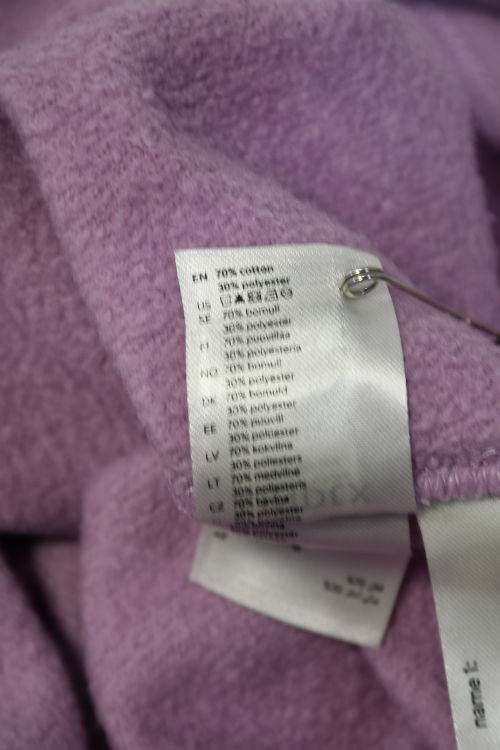 EN 70% cotton
30% polyester
US
SE 70% bomull
30% polyester
FI 70% puuvillaa
30% polyesteria
NO 70% bomull
30% polyester
DK 70% bomuld
30% polyester
EE 70% puuvill
30% polüester
LV 70% kokvilna
30% poliesters
LT 70% medvilnė
30% poliesteris
CZ 70% bavlna
30% polyester
name 1: